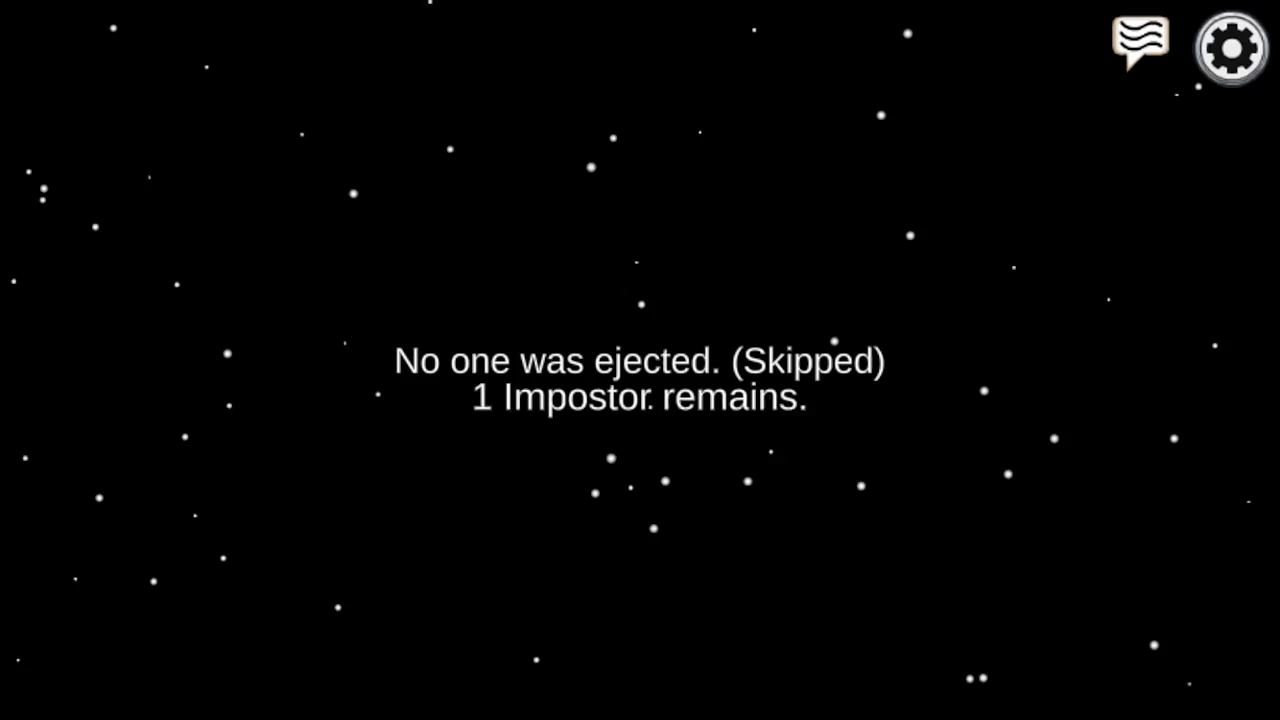 No one was ejected. (Skipped)
1 Impostor remains.